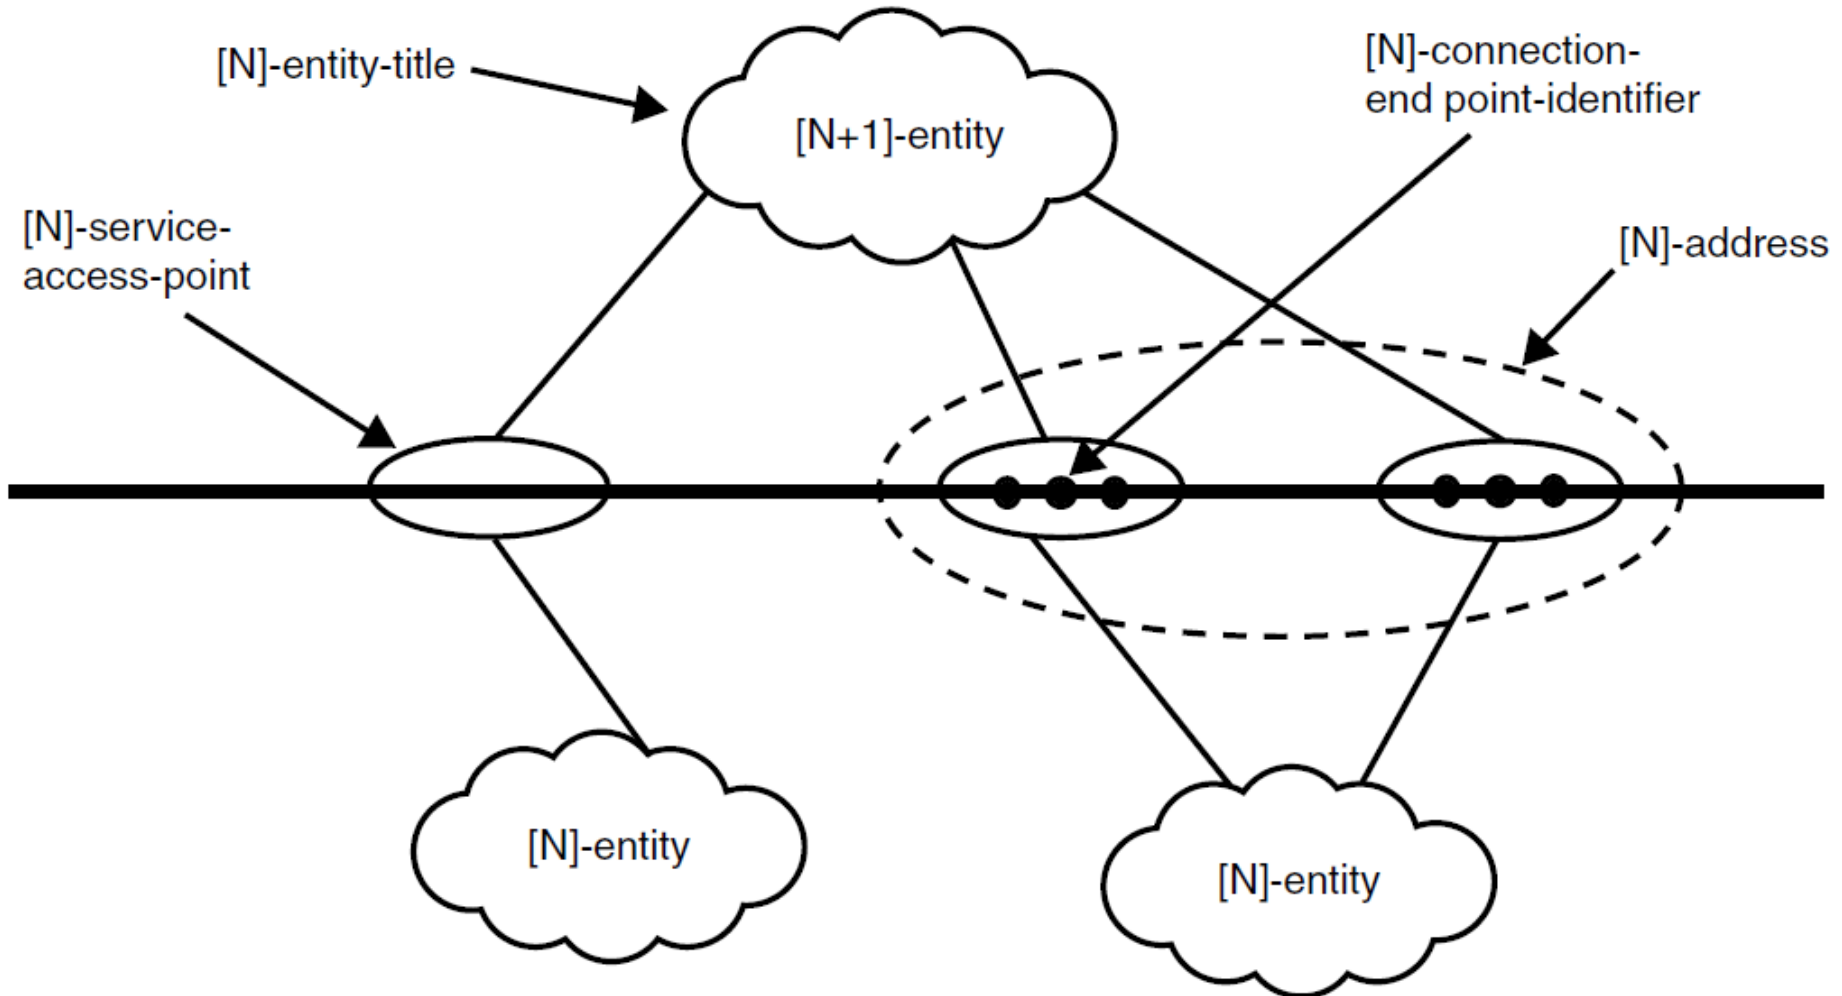 [N]-entity-title
[N+1]-entity
[N]-connection-
end point-identifier
[N]-service-
access-point
[N]-address
[N]-entity
[N]-entity